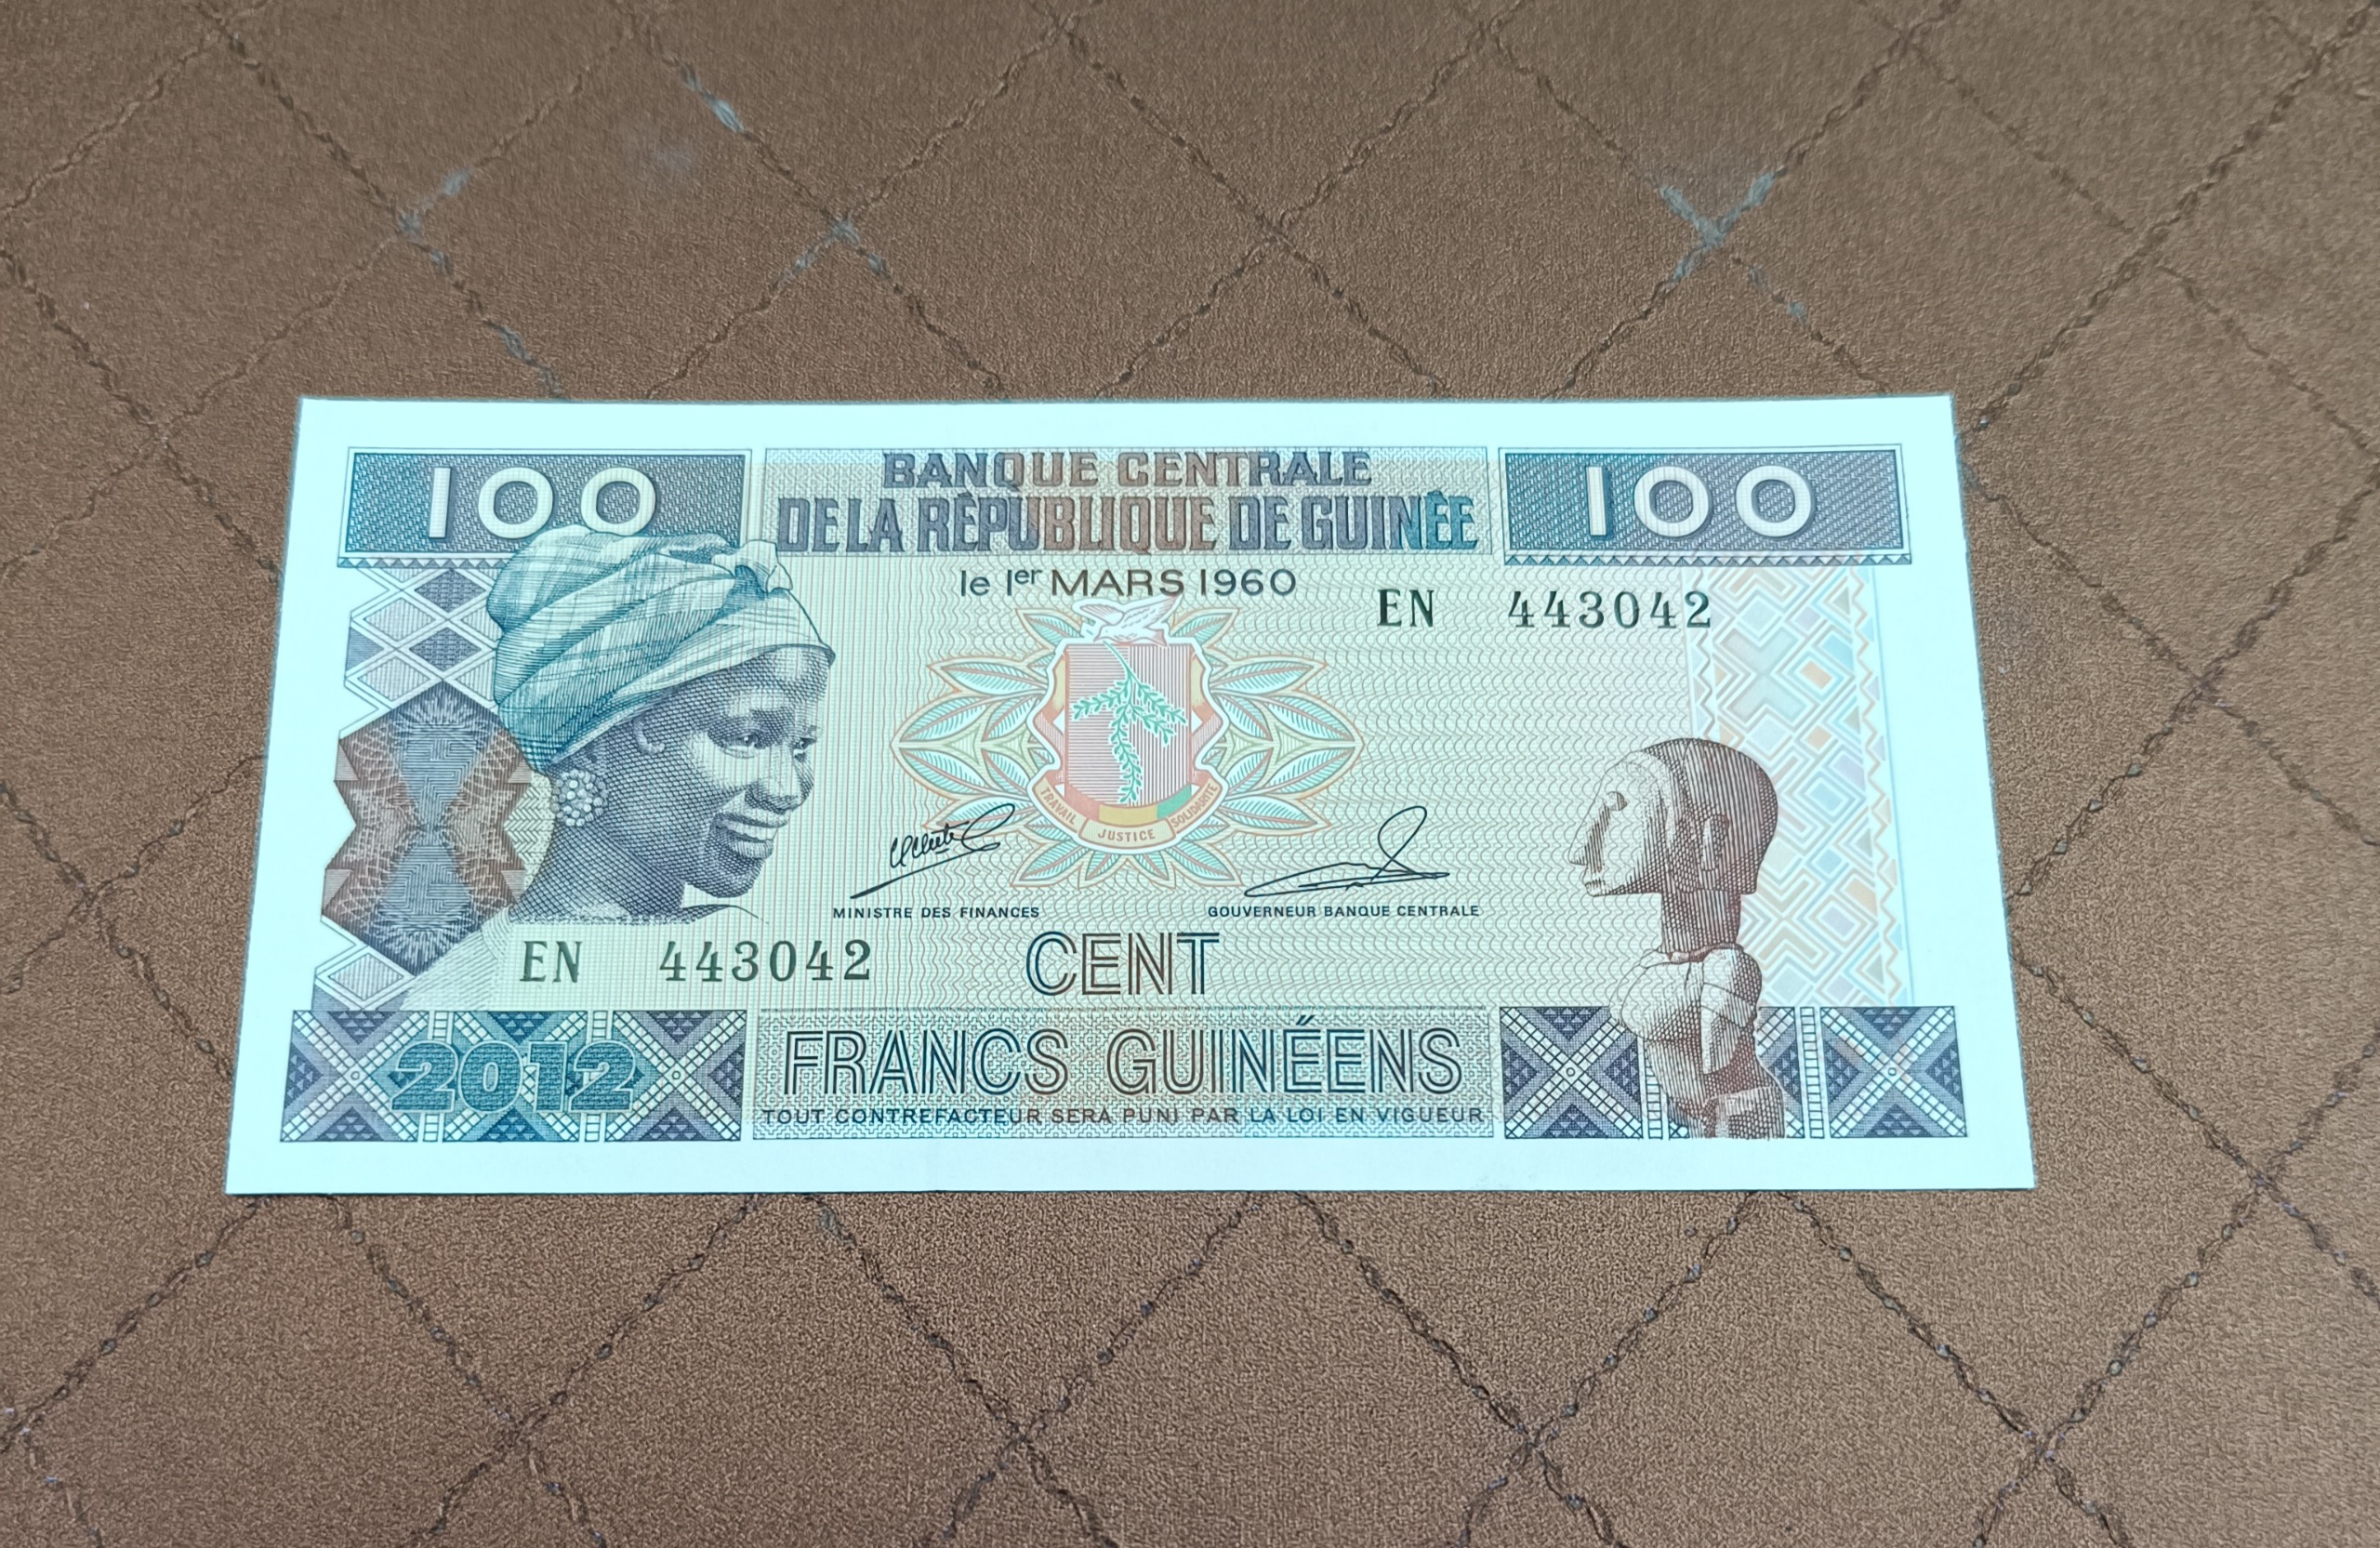 100
BANQUE CENTRALE
DE LA RÉPUBLIQUE DE GUINÉE
100
le 1er MARS 1960
EN 443042
TRAVAIL JUSTICE SOLIDARITÉ
MINISTRE DES FINANCES
GOUVERNEUR BANQUE CENTRALE
EN 443042
CENT
FRANCS GUINÉENS
2012
TOUT CONTREFACTEUR SERA PUNI PAR LA LOI EN VIGUEUR